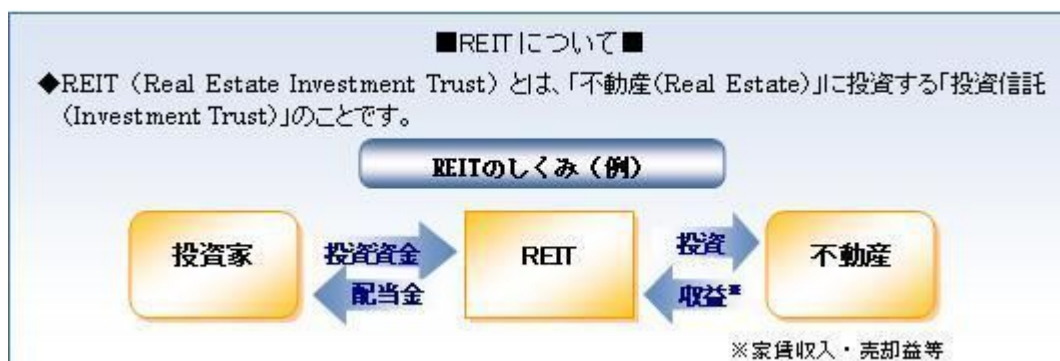 ■REITについて■
◆REIT（Real Estate Investment Trust）とは、「不動産(Real Estate)」に投資する「投資信託
（Investment Trust）」のことです。
REITのしくみ（例）
投資家
投資資金
配当金
REIT
投資
収益※
不動産
※家賃収入・売却益等